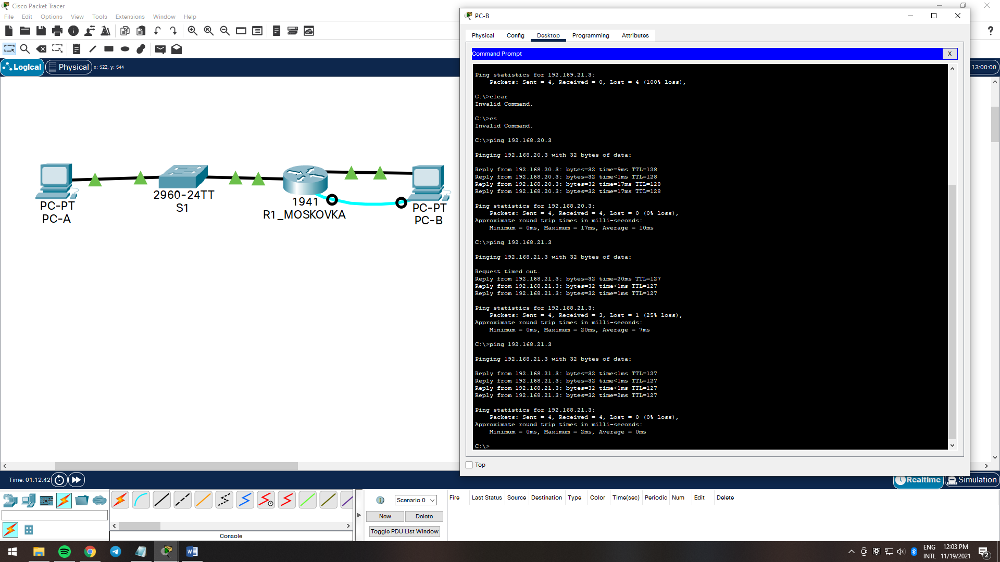 Cisco Packet Tracer
File Edit Options View Tools Extensions Window Help
Logical
Physical
x: 522, y: 544
13:00:00
PC-PT
PC-A
2960-24TT
S1
1941
R1_MOSKOVKA
PC-PT
PC-B
PC-B
Physical Config Desktop Programming Attributes
Command Prompt
X
Ping statistics for 192.169.21.3:
Packets: Sent = 4, Received = 0, Lost = 4 (100% loss),
C:\>clear
Invalid Command.
C:\>cs
Invalid Command.
C:\>ping 192.168.20.3
Pinging 192.168.20.3 with 32 bytes of data:
Reply from 192.168.20.3: bytes=32 time=9ms TTL=128
Reply from 192.168.20.3: bytes=32 time<1ms TTL=128
Reply from 192.168.20.3: bytes=32 time=17ms TTL=128
Reply from 192.168.20.3: bytes=32 time=17ms TTL=128
Ping statistics for 192.168.20.3:
Packets: Sent = 4, Received = 4, Lost = 0 (0% loss),
Approximate round trip times in milli-seconds:
Minimum = 0ms, Maximum = 17ms, Average = 10ms
C:\>ping 192.168.21.3
Pinging 192.168.21.3 with 32 bytes of data:
Request timed out.
Reply from 192.168.21.3: bytes=32 time=20ms TTL=127
Reply from 192.168.21.3: bytes=32 time<1ms TTL=127
Reply from 192.168.21.3: bytes=32 time=1ms TTL=127
Ping statistics for 192.168.21.3:
Packets: Sent = 4, Received = 3, Lost = 1 (25% loss),
Approximate round trip times in milli-seconds:
Minimum = 0ms, Maximum = 20ms, Average = 7ms
C:\>ping 192.168.21.3
Pinging 192.168.21.3 with 32 bytes of data:
Reply from 192.168.21.3: bytes=32 time<1ms TTL=127
Reply from 192.168.21.3: bytes=32 time<1ms TTL=127
Reply from 192.168.21.3: bytes=32 time<1ms TTL=127
Reply from 192.168.21.3: bytes=32 time=2ms TTL=127
Ping statistics for 192.168.21.3:
Packets: Sent = 4, Received = 4, Lost = 0 (0% loss),
Approximate round trip times in milli-seconds:
Minimum = 0ms, Maximum = 2ms, Average = 0ms
C:\>
Top
Time: 01:12:42
Realtime
Simulation
Scenario 0
New
Delete
Toggle PDU List Window
Fire Last Status Source Destination Type Color Time(sec) Periodic Num Edit Delete
Console
ENG
INTL
12:03 PM
11/19/2021
2